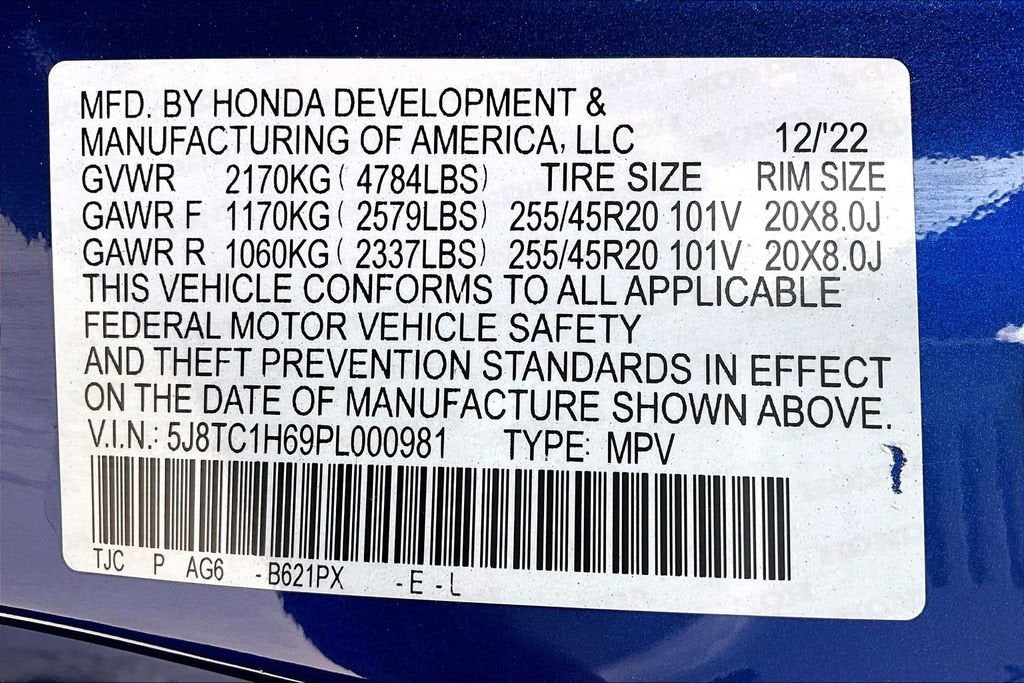 MFD. BY HONDA DEVELOPMENT &
MANUFACTURING OF AMERICA, LLC 12/'22
GVWR 2170KG ( 4784LBS) TIRE SIZE RIM SIZE
GAWR F 1170KG ( 2579LBS) 255/45R20 101V 20X8.0J
GAWR R 1060KG ( 2337LBS) 255/45R20 101V 20X8.0J
THIS VEHICLE CONFORMS TO ALL APPLICABLE
FEDERAL MOTOR VEHICLE SAFETY
AND THEFT PREVENTION STANDARDS IN EFFECT
ON THE DATE OF MANUFACTURE SHOWN ABOVE.
V.I.N.: 5J8TC1H69PL000981 TYPE: MPV
TJC P AG6 -B621PX -E-L